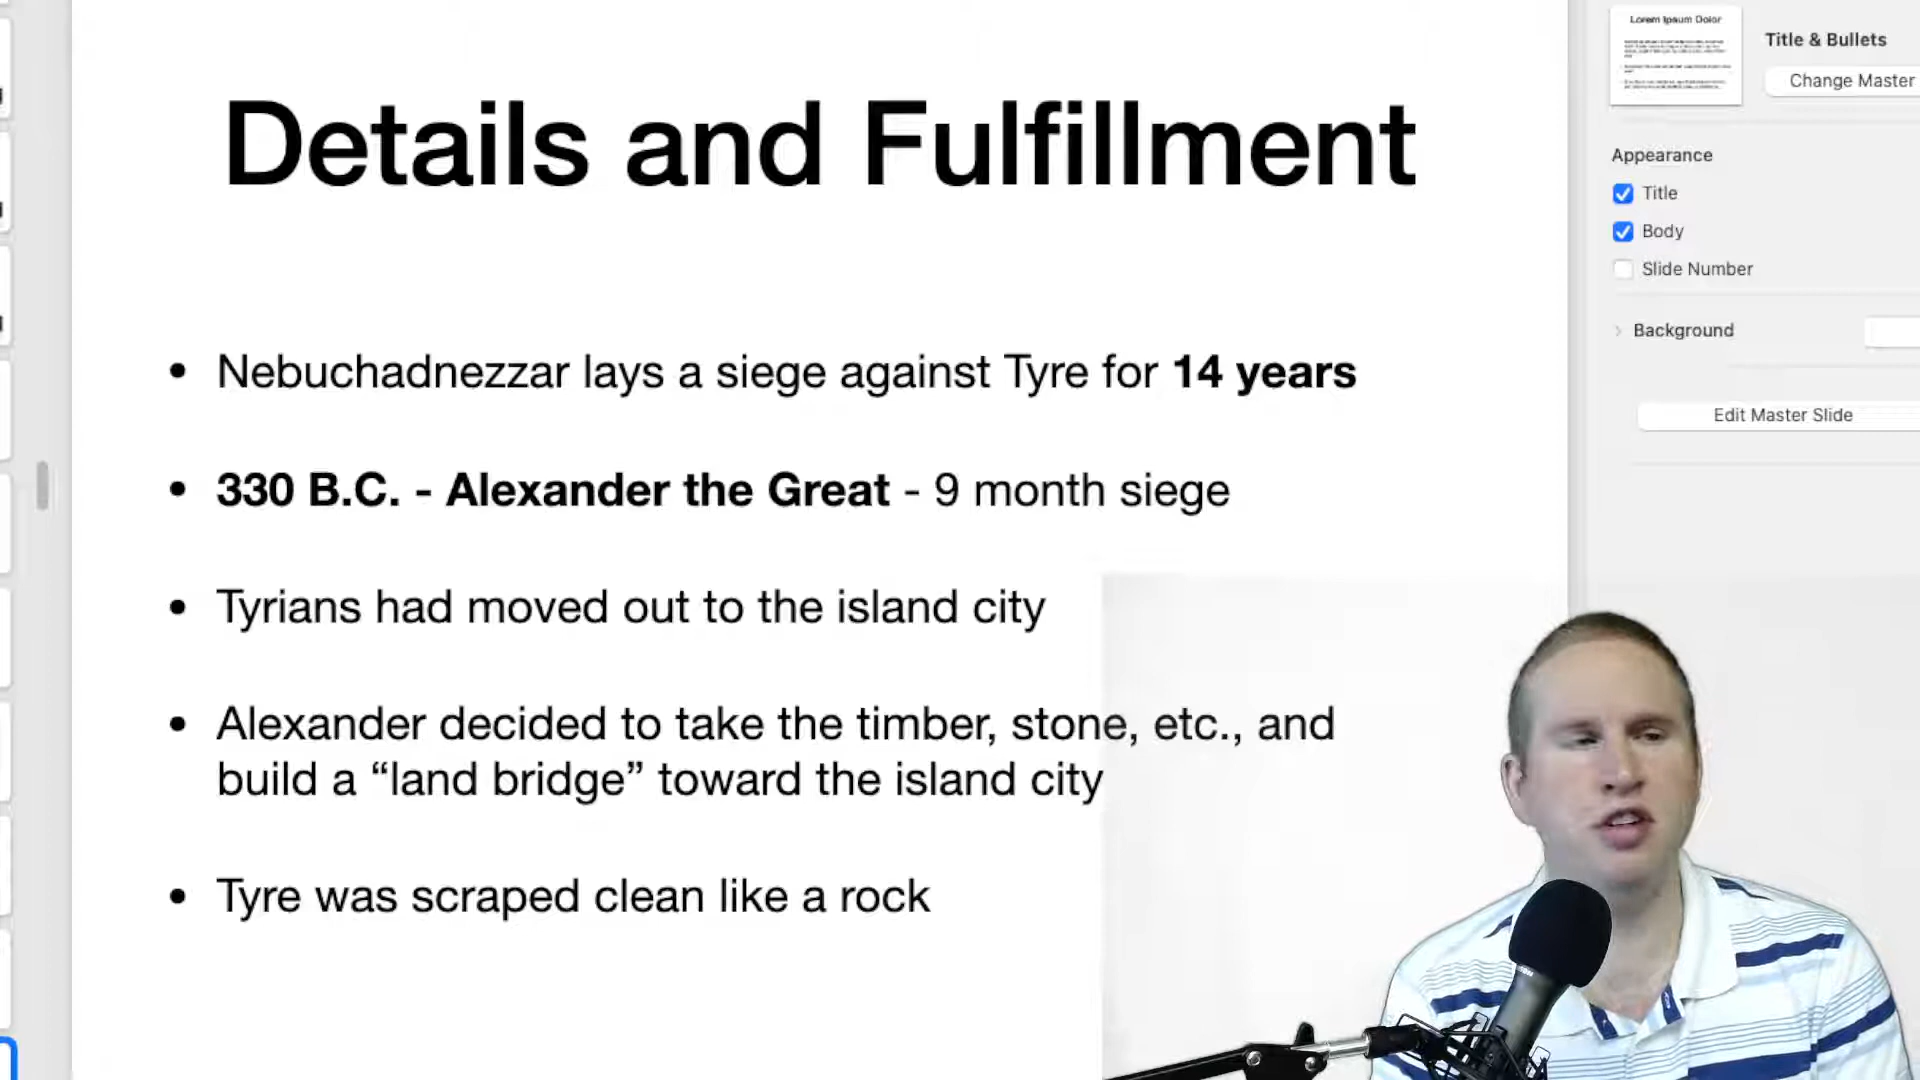 Details and Fulfillment
• Nebuchadnezzar lays a siege against Tyre for 14 years
• 330 B.C. - Alexander the Great - 9 month siege
• Tyrians had moved out to the island city
• Alexander decided to take the timber, stone, etc., and
build a “land bridge” toward the island city
• Tyre was scraped clean like a rock
Lorem Ipsum Dolor
Title & Bullets
Change Master
Appearance
Title
Body
Slide Number
Background
Edit Master Slide